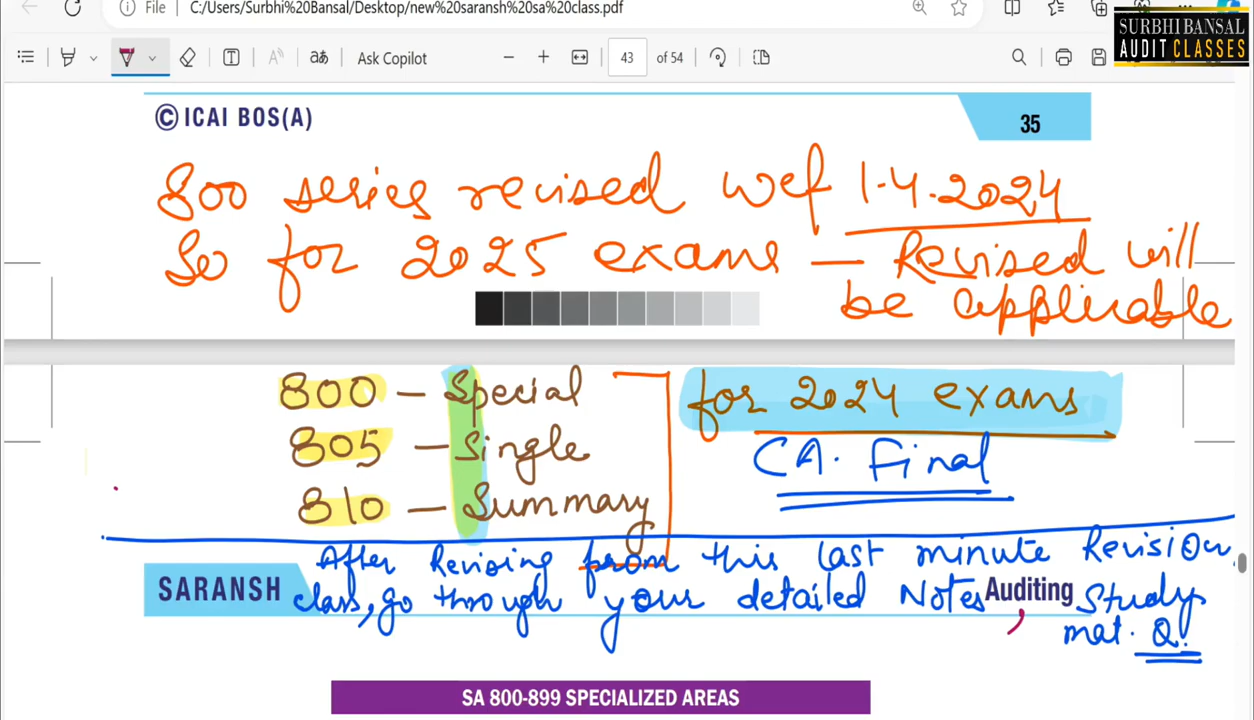 File C:/Users/Surbhi%20Bansal/Desktop/new%20saransh%20sa%20class.pdf
SURBHI BANSAL
AUDIT CLASSES
T aあ Ask Copilot 43 of 54
© ICAI BOS(A) 35
800 series revised wef 1.4.2024
So for 2025 exams — Revised will
be applicable
800 — Special for 2024 exams
805 — Single CA. Final
810 — Summary
After Revising from this last minute Revision
class, go through your detailed Notes, Study
mat. Q.
SARANSH Auditing
SA 800-899 SPECIALIZED AREAS